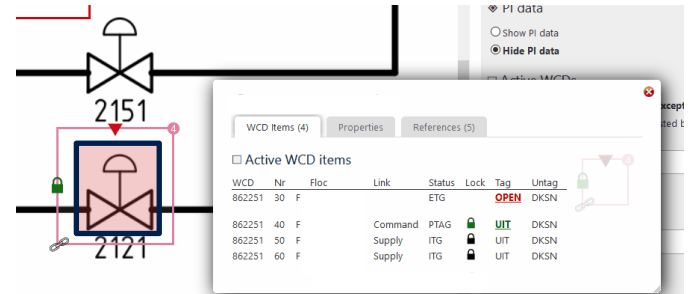 PI data
Show PI data
Hide PI data
Active WCDs
2151
xcept
ted b
WCD Items (4) Properties References (5)
4
Active WCD items
WCD Nr Floc Link Status Lock Tag Untag
862251 30 F ETG OPEN DKSN
862251 40 F Command PTAG UIT DKSN
862251 50 F Supply ITG UIT DKSN
862251 60 F Supply ITG UIT DKSN
2121